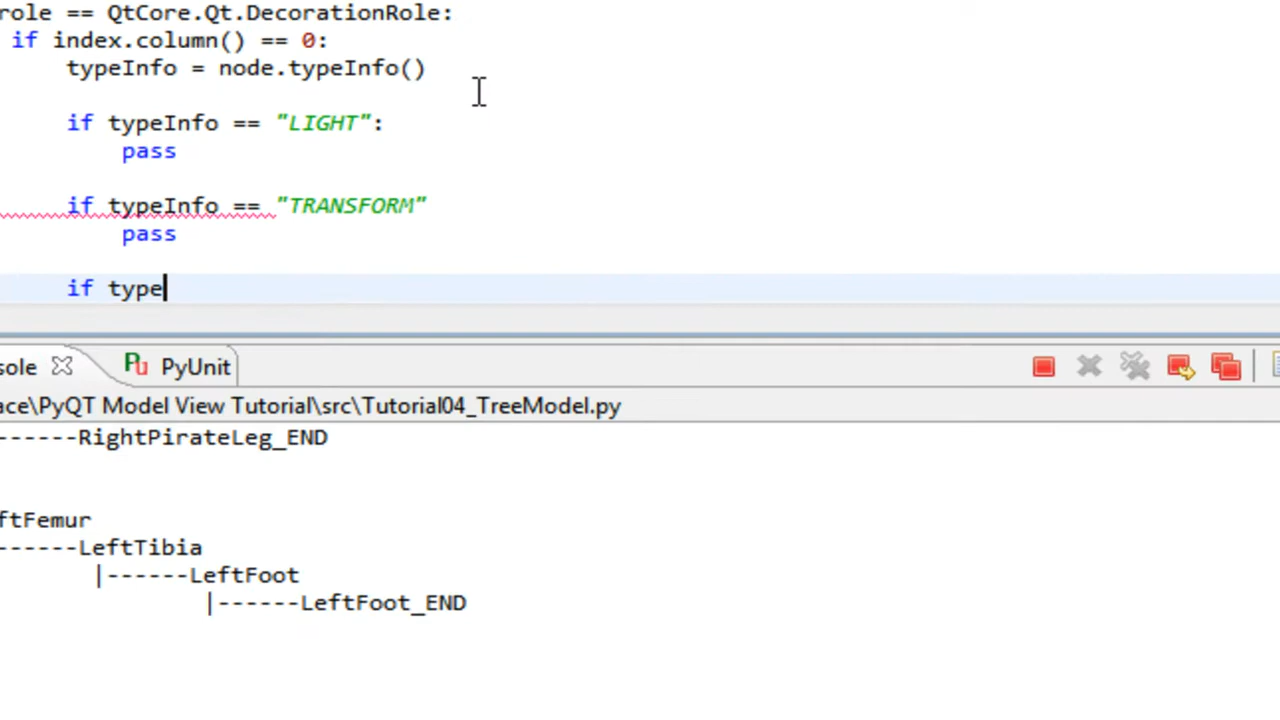 role == QtCore.Qt.DecorationRole:
if index.column() == 0:
typeInfo = node.typeInfo()
if typeInfo == "LIGHT":
pass
if typeInfo == "TRANSFORM"
pass
if type
sole PyUnit
ace\PyQT Model View Tutorial\src\Tutorial04_TreeModel.py
------RightPirateLeg_END
ftFemur
------LeftTibia
|------LeftFoot
|------LeftFoot_END